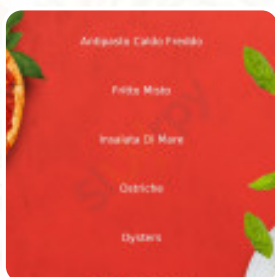 Antipasto Caldo Freddo
Fritto Misto
Insalata Di Mare
Ostriche
Oysters